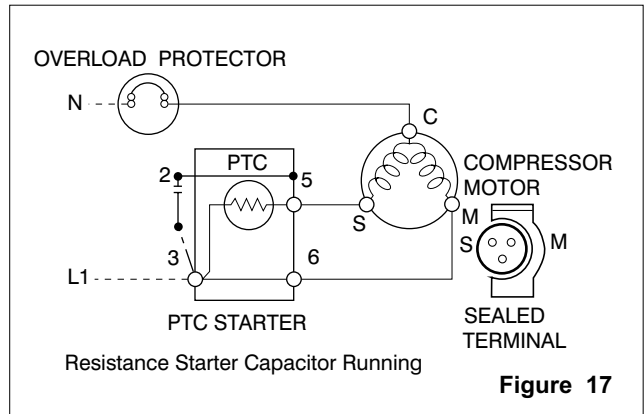 OVERLOAD PROTECTOR
N
C
PTC
2
5
COMPRESSOR
MOTOR
S
M
S
M
3
6
L1
PTC STARTER
SEALED
TERMINAL
Resistance Starter Capacitor Running
Figure 17